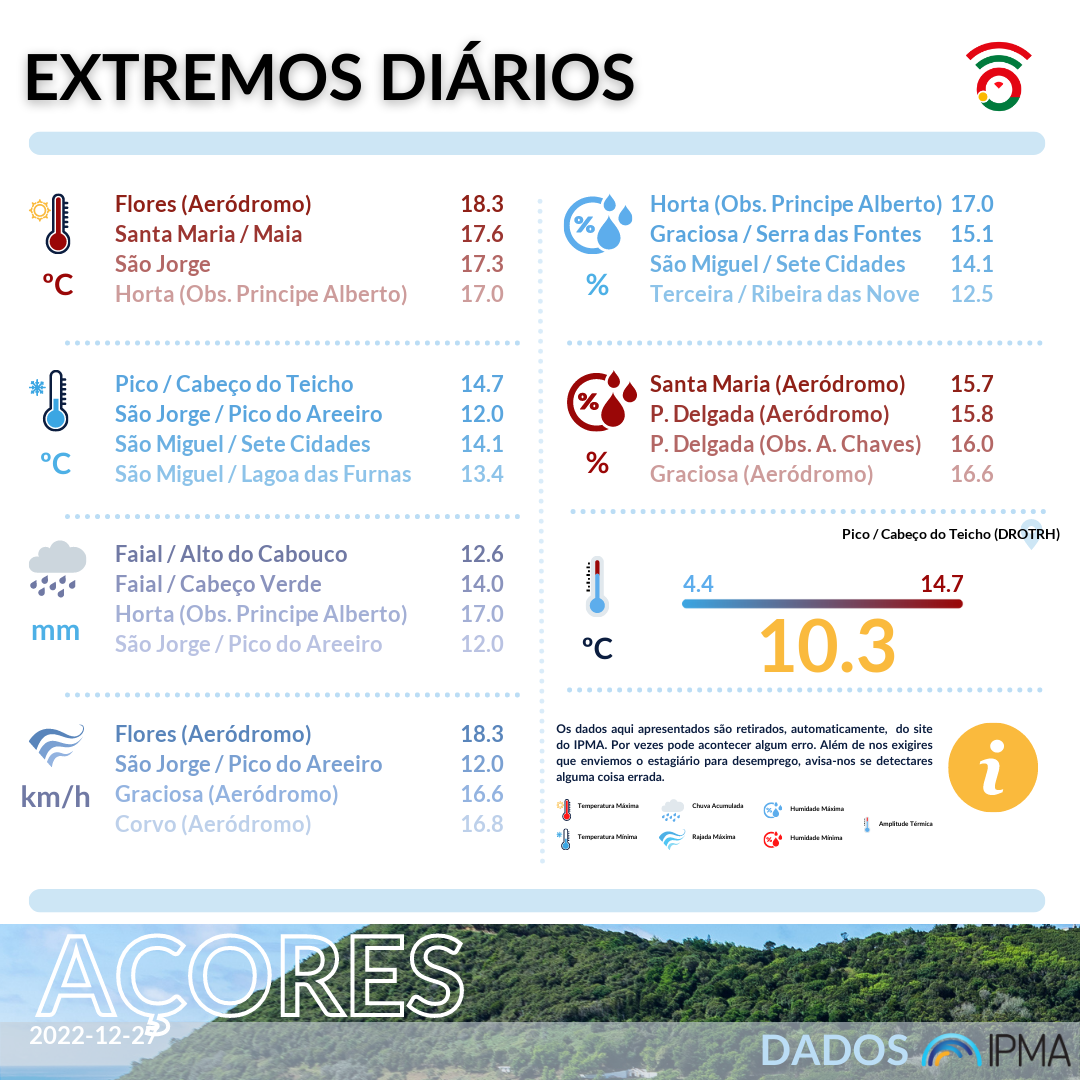 EXTREMOS DIÁRIOS
ºC
Flores (Aeródromo) 18.3
Santa Maria / Maia 17.6
São Jorge 17.3
Horta (Obs. Principe Alberto) 17.0
ºC
Pico / Cabeço do Teicho 14.7
São Jorge / Pico do Areeiro 12.0
São Miguel / Sete Cidades 14.1
São Miguel / Lagoa das Furnas 13.4
mm
Faial / Alto do Cabouco 12.6
Faial / Cabeço Verde 14.0
Horta (Obs. Principe Alberto) 17.0
São Jorge / Pico do Areeiro 12.0
km/h
Flores (Aeródromo) 18.3
São Jorge / Pico do Areeiro 12.0
Graciosa (Aeródromo) 16.6
Corvo (Aeródromo) 16.8
%
%
Horta (Obs. Principe Alberto) 17.0
Graciosa / Serra das Fontes 15.1
São Miguel / Sete Cidades 14.1
Terceira / Ribeira das Nove 12.5
%
%
Santa Maria (Aeródromo) 15.7
P. Delgada (Aeródromo) 15.8
P. Delgada (Obs. A. Chaves) 16.0
Graciosa (Aeródromo) 16.6
Pico / Cabeço do Teicho (DROTRH)
ºC
4.4 14.7
10.3
Os dados aqui apresentados são retirados, automaticamente, do site
do IPMA. Por vezes pode acontecer algum erro. Além de nos exigires
que enviemos o estagiário para desemprego, avisa-nos se detectares
alguma coisa errada.
i
Temperatura Máxima
Chuva Acumulada
Humidade Máxima
Amplitude Térmica
Temperatura Mínima
Rajada Máxima
Humidade Mínima
AÇORES
2022-12-27
DADOS IPMA